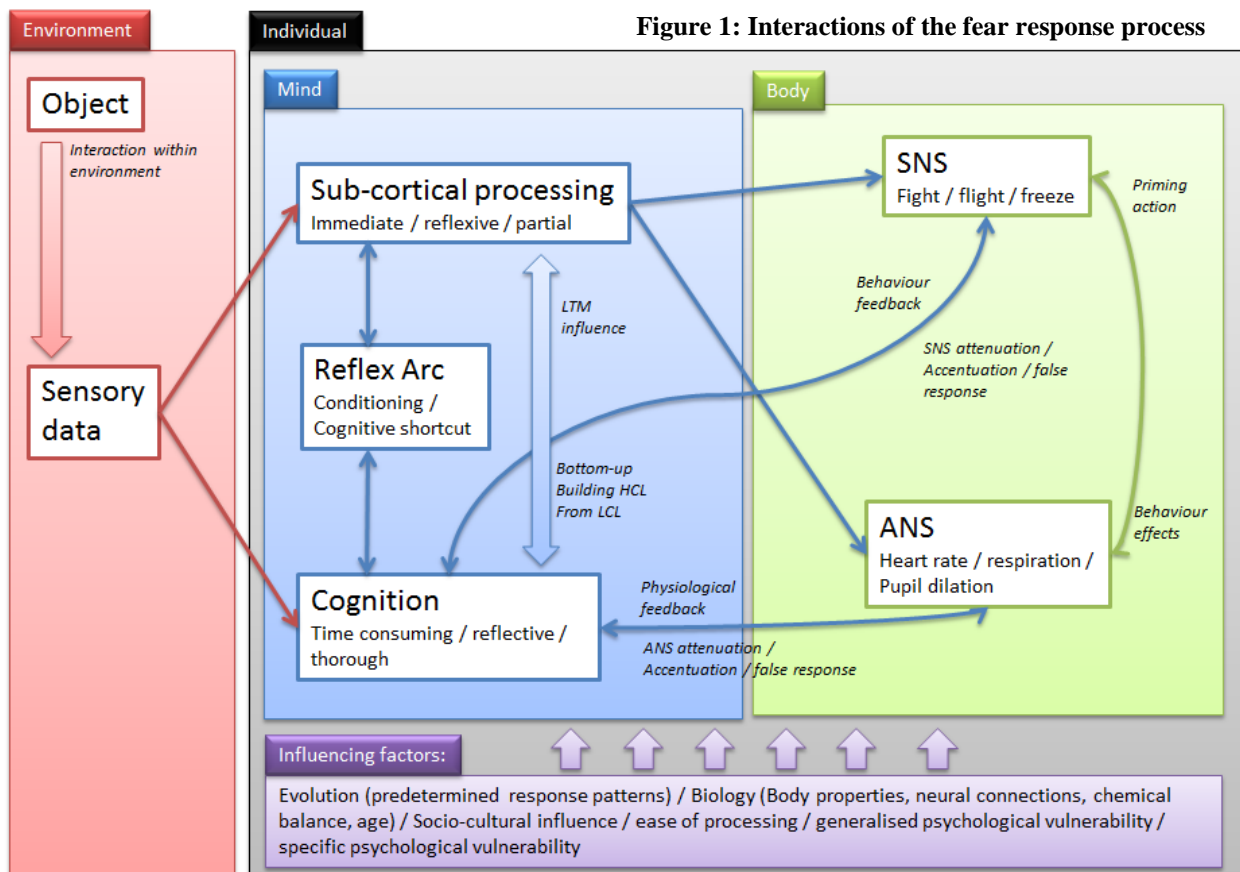 Figure 1: Interactions of the fear response process
Environment
Object
Interaction within
environment
Sensory
data
Individual
Mind
Sub-cortical processing
Immediate / reflexive / partial
LTM
influence
Reflex Arc
Conditioning /
Cognitive shortcut
Bottom-up
Building HCL
From LCL
Cognition
Time consuming / reflective /
thorough
Physiological
feedback
ANS attenuation /
Accentuation / false response
Body
SNS
Fight / flight / freeze
Priming
action
Behaviour
feedback
SNS attenuation /
Accentuation / false
response
Behaviour
effects
ANS
Heart rate / respiration /
Pupil dilation
Influencing factors:
Evolution (predetermined response patterns) / Biology (Body properties, neural connections, chemical
balance, age) / Socio-cultural influence / ease of processing / generalised psychological vulnerability /
specific psychological vulnerability